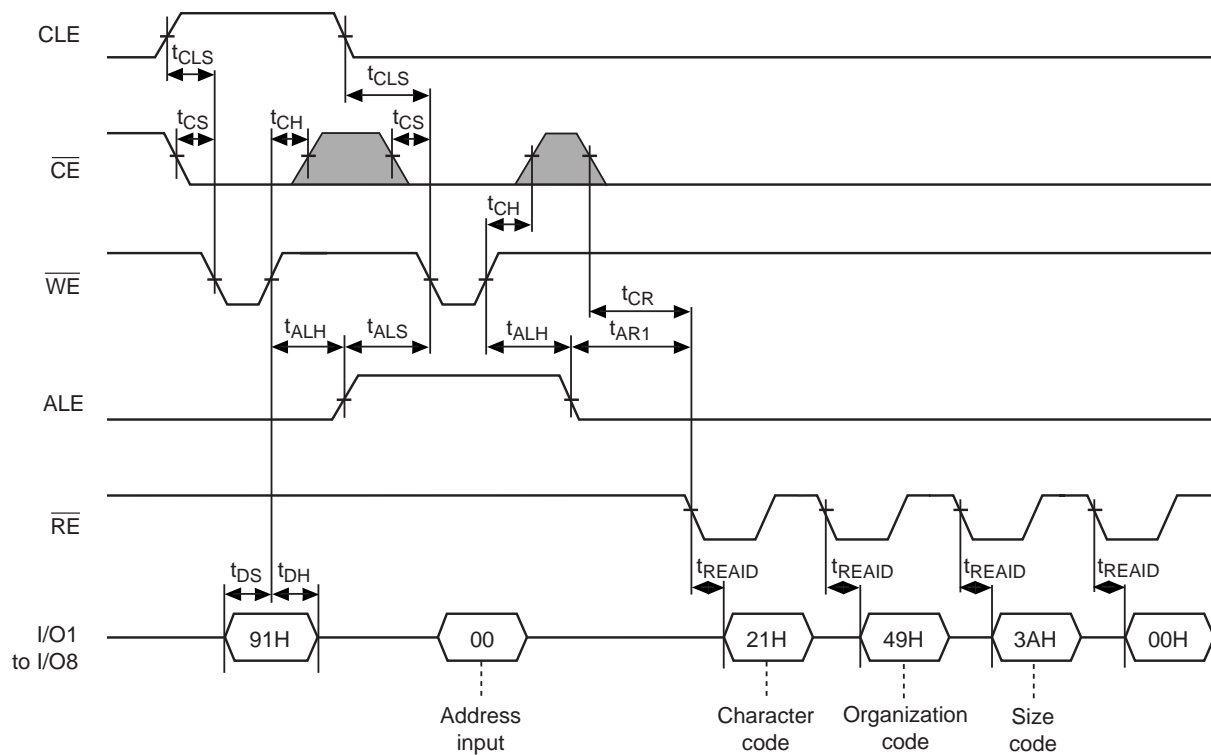 CLE
tCLS
tCLS
tCS
tCH
tCS
CE
tCH
WE
tCR
tALH
tALS
tALH
tAR1
ALE
RE
tREAID
tREAID
tREAID
tREAID
tDS
tDH
I/O1
to I/O8
91H
00
21H
49H
3AH
00H
Address
input
Character
code
Organization
code
Size
code